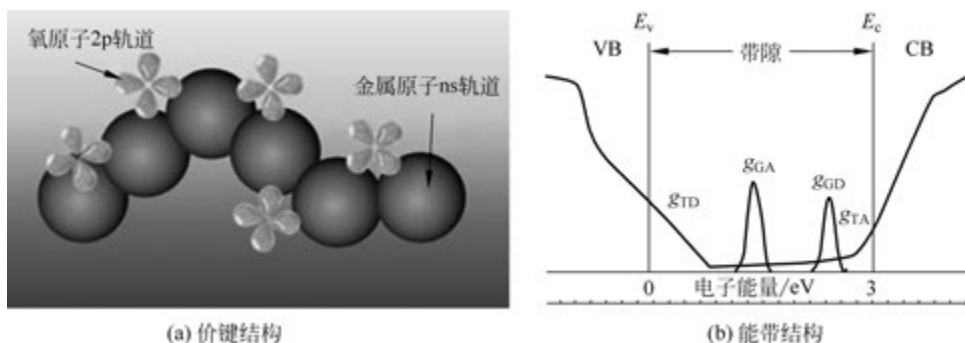 氧原子2p轨道
金属原子ns轨道
(a) 价键结构
Ev Ec
VB 带隙 CB
gGA
gGD
gTD
gTA
0 电子能量/eV 3
(b) 能带结构